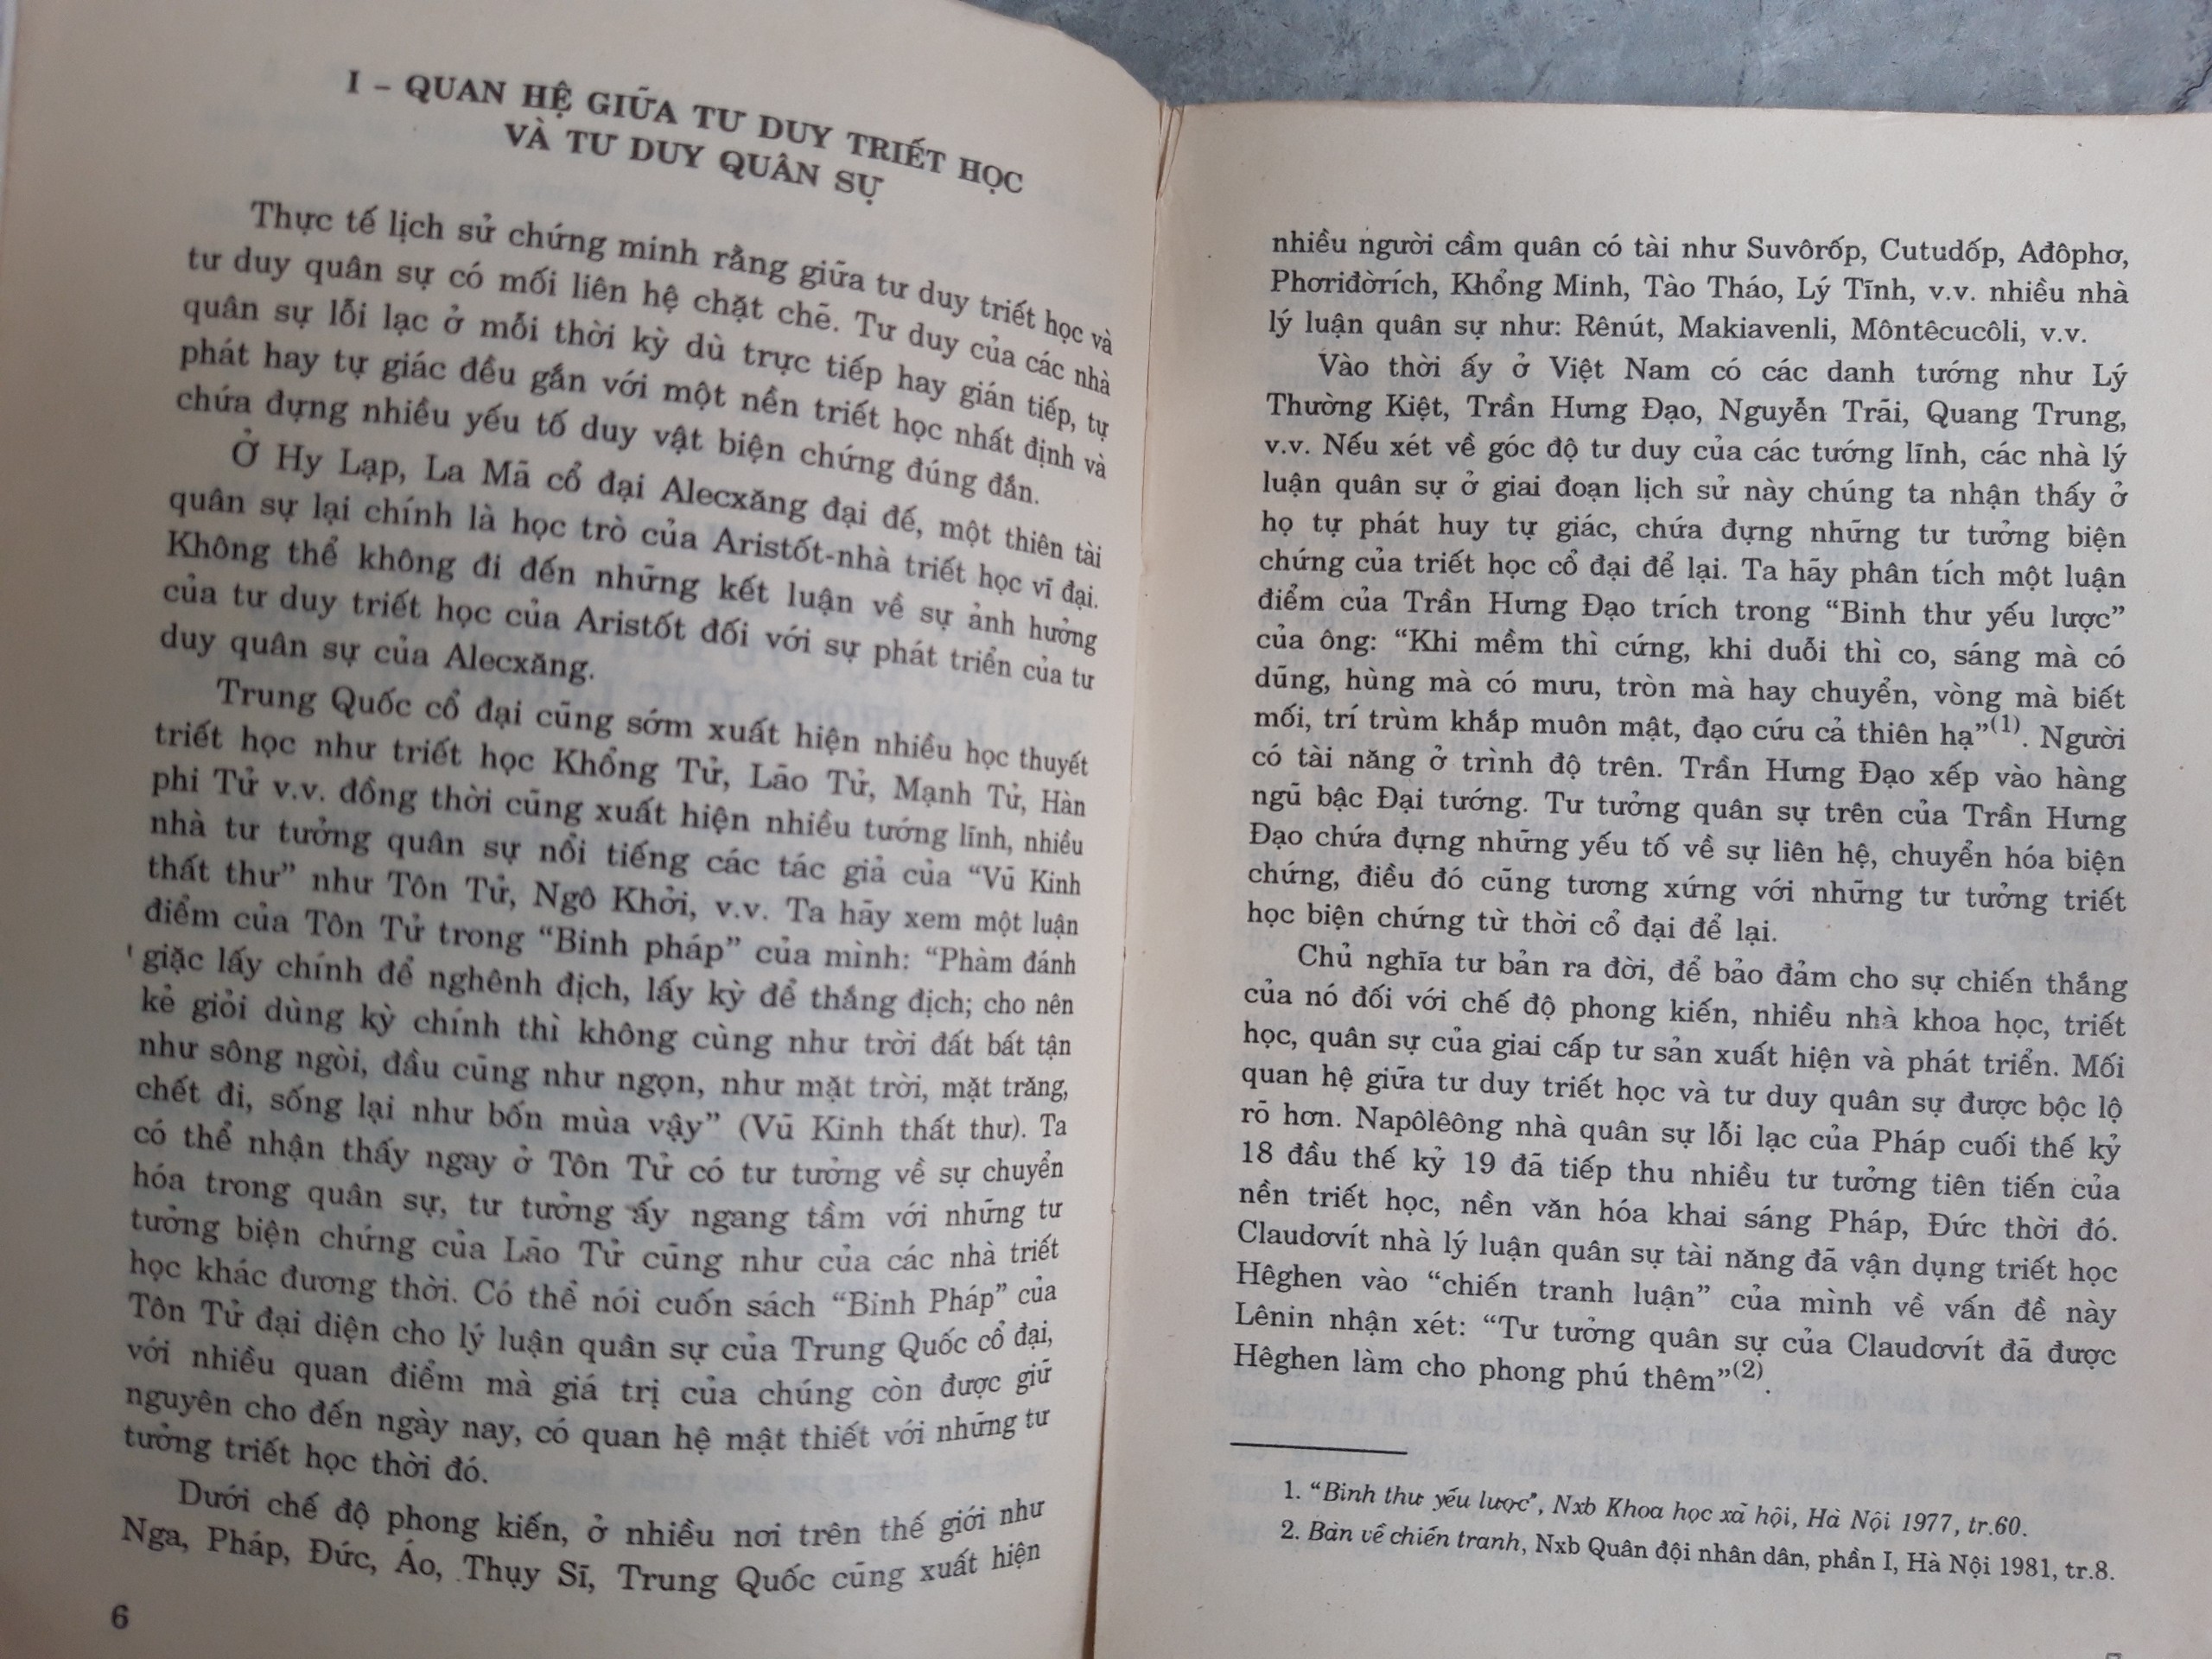 I – QUAN HỆ GIỮA TƯ DUY TRIẾT HỌC
VÀ TƯ DUY QUÂN SỰ
Thực tế lịch sử chứng minh rằng giữa tư duy triết học và
tư duy quân sự có mối liên hệ chặt chẽ. Tư duy của các nhà
quân sự lỗi lạc ở mỗi thời kỳ dù trực tiếp hay gián tiếp, tự
phát hay tự giác đều gắn với một nền triết học nhất định và
chứa đựng nhiều yếu tố duy vật biện chứng đúng đắn.
Ở Hy Lạp, La Mã cổ đại Alecxăng đại đế, một thiên tài
quân sự lại chính là học trò của Aristốt-nhà triết học vĩ đại.
Không thể không đi đến những kết luận về sự ảnh hưởng
của tư duy triết học của Aristốt đối với sự phát triển của tư
duy quân sự của Alecxăng.
Trung Quốc cổ đại cũng sớm xuất hiện nhiều học thuyết
triết học như triết học Khổng Tử, Lão Tử, Mạnh Tử, Hàn
phi Tử v.v. đồng thời cũng xuất hiện nhiều tướng lĩnh, nhiều
nhà tư tưởng quân sự nổi tiếng các tác giả của “Vũ Kinh
thất thư” như Tôn Tử, Ngô Khởi, v.v. Ta hãy xem một luận
điểm của Tôn Tử trong “Binh pháp” của mình: “Phàm đánh
giặc lấy chính để nghênh địch, lấy kỳ để thắng địch; cho nên
kẻ giỏi dùng kỳ chính thì không cùng như trời đất bất tận
như sông ngòi, đầu cũng như ngọn, như mặt trời, mặt trăng,
chết đi, sống lại như bốn mùa vậy” (Vũ Kinh thất thư). Ta
có thể nhận thấy ngay ở Tôn Tử có tư tưởng về sự chuyển
hóa trong quân sự, tư tưởng ấy ngang tầm với những tư
tưởng biện chứng của Lão Tử cũng như của các nhà triết
học khác đương thời. Có thể nói cuốn sách “Binh Pháp” của
Tôn Tử đại diện cho lý luận quân sự của Trung Quốc cổ đại,
với nhiều quan điểm mà giá trị của chúng còn được giữ
nguyên cho đến ngày nay, có quan hệ mật thiết với những tư
tưởng triết học thời đó.
Dưới chế độ phong kiến, ở nhiều nơi trên thế giới như
Nga, Pháp, Đức, Áo, Thụy Sĩ, Trung Quốc cũng xuất hiện
6
nhiều người cầm quân có tài như Suvôrốp, Cutudốp, Ađôphơ,
Phơriđờrích, Khổng Minh, Tào Tháo, Lý Tĩnh, v.v. nhiều nhà
lý luận quân sự như: Rênút, Makiavenli, Môntêcucôli, v.v.
Vào thời ấy ở Việt Nam có các danh tướng như Lý
Thường Kiệt, Trần Hưng Đạo, Nguyễn Trãi, Quang Trung,
v.v. Nếu xét về góc độ tư duy của các tướng lĩnh, các nhà lý
luận quân sự ở giai đoạn lịch sử này chúng ta nhận thấy ở
họ tự phát huy tự giác, chứa đựng những tư tưởng biện
chứng của triết học cổ đại để lại. Ta hãy phân tích một luận
điểm của Trần Hưng Đạo trích trong “Binh thư yếu lược”
của ông: “Khi mềm thì cứng, khi duỗi thì co, sáng mà có
dũng, hùng mà có mưu, tròn mà hay chuyển, vòng mà biết
mối, trí trùm khắp muôn mật, đạo cứu cả thiên hạ”(1). Người
có tài năng ở trình độ trên. Trần Hưng Đạo xếp vào hàng
ngũ bậc Đại tướng. Tư tưởng quân sự trên của Trần Hưng
Đạo chứa đựng những yếu tố về sự liên hệ, chuyển hóa biện
chứng, điều đó cũng tương xứng với những tư tưởng triết
học biện chứng từ thời cổ đại để lại.
Chủ nghĩa tư bản ra đời, để bảo đảm cho sự chiến thắng
của nó đối với chế độ phong kiến, nhiều nhà khoa học, triết
học, quân sự của giai cấp tư sản xuất hiện và phát triển. Mối
quan hệ giữa tư duy triết học và tư duy quân sự được bộc lộ
rõ hơn. Napôlêông nhà quân sự lỗi lạc của Pháp cuối thế kỷ
18 đầu thế kỷ 19 đã tiếp thu nhiều tư tưởng tiên tiến của
nền triết học, nền văn hóa khai sáng Pháp, Đức thời đó.
Claudơvít nhà lý luận quân sự tài năng đã vận dụng triết học
Hêghen vào “chiến tranh luận” của mình về vấn đề này
Lênin nhận xét: “Tư tưởng quân sự của Claudơvít đã được
Hêghen làm cho phong phú thêm”(2).
1. “Binh thư yếu lược”, Nxb Khoa học xã hội, Hà Nội 1977, tr.60.
2. Bàn về chiến tranh, Nxb Quân đội nhân dân, phần I, Hà Nội 1981, tr.8.